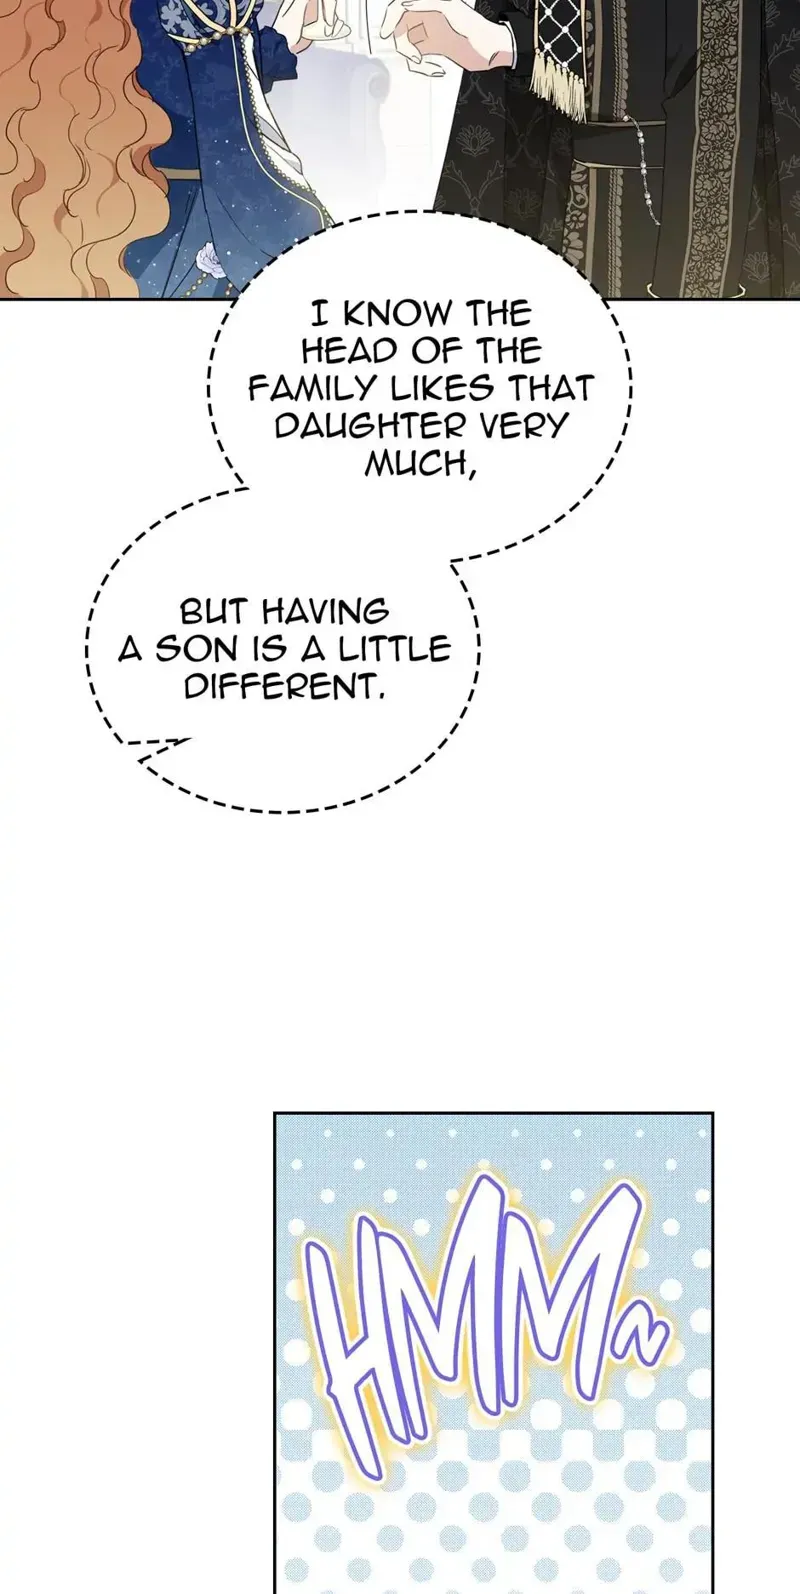 I KNOW THE
HEAD OF THE
FAMILY LIKES THAT
DAUGHTER VERY
MUCH,
BUT HAVING
A SON IS A LITTLE
DIFFERENT.
HMM~